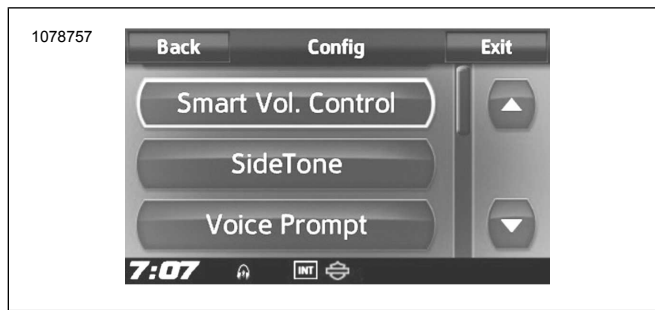 1078757
Back Config Exit
Smart Vol. Control
SideTone
Voice Prompt
7:07 INT